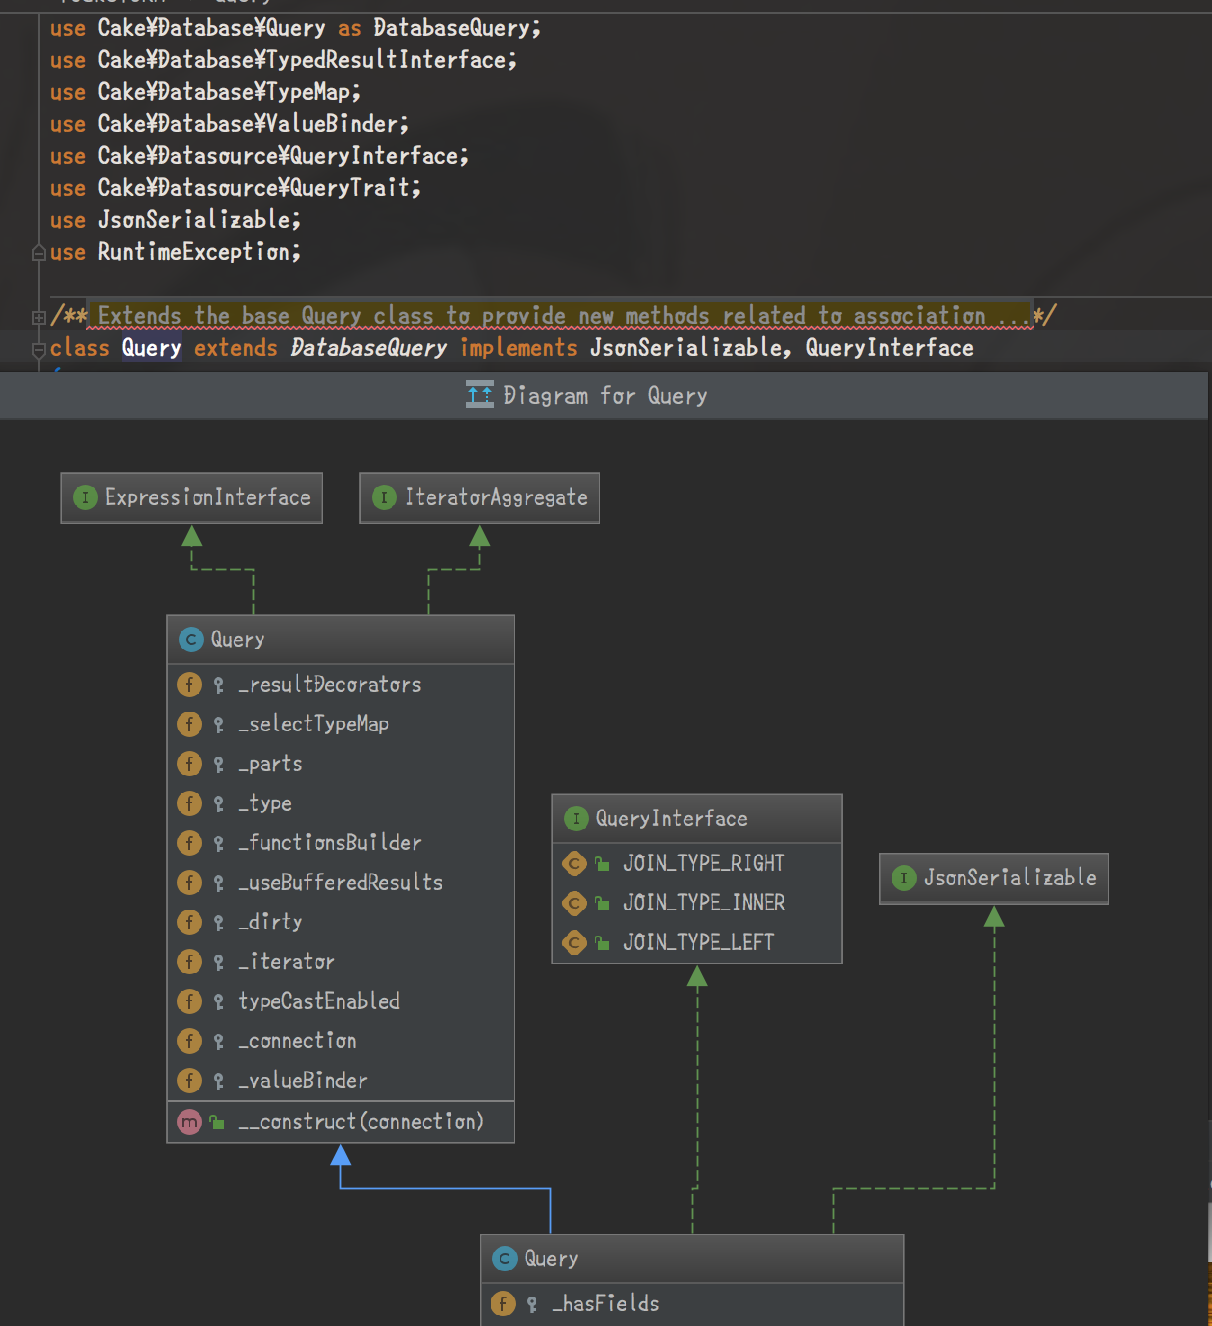 use Cake¥Database¥Query as DatabaseQuery;
use Cake¥Database¥TypedResultInterface;
use Cake¥Database¥TypeMap;
use Cake¥Database¥ValueBinder;
use Cake¥Datasource¥QueryInterface;
use Cake¥Datasource¥QueryTrait;
use JsonSerializable;
use RuntimeException;
/** Extends the base Query class to provide new methods related to association ...*/
class Query extends DatabaseQuery implements JsonSerializable, QueryInterface
Diagram for Query
ExpressionInterface
IteratorAggregate
Query
_resultDecorators
_selectTypeMap
_parts
_type
_functionsBuilder
_useBufferedResults
_dirty
_iterator
typeCastEnabled
_connection
_valueBinder
__construct(connection)
QueryInterface
JOIN_TYPE_RIGHT
JOIN_TYPE_INNER
JOIN_TYPE_LEFT
JsonSerializable
Query
_hasFields